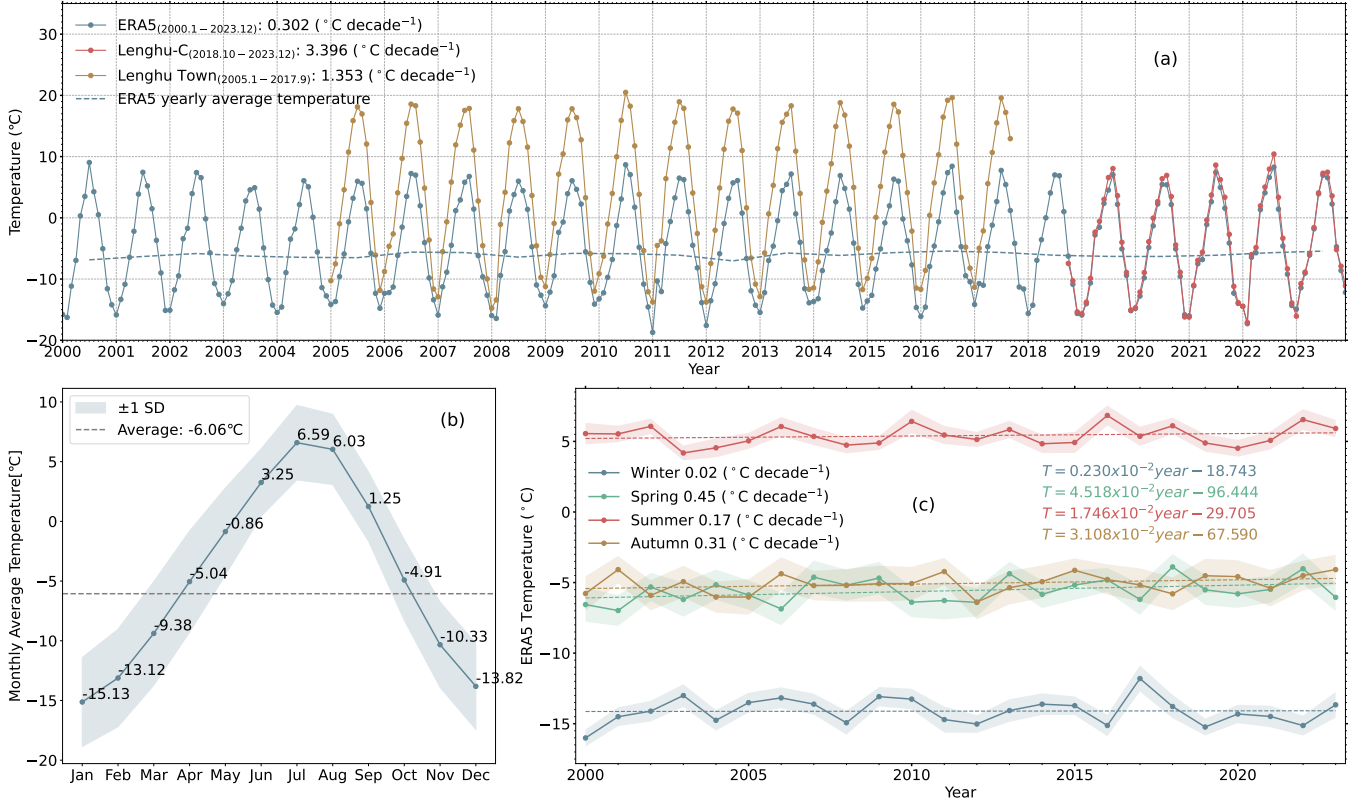 ERA5(2000.1−2023.12): 0.302 (°C decade⁻¹)
Lenghu-C(2018.10−2023.12): 3.396 (°C decade⁻¹)
Lenghu Town(2005.1−2017.9): 1.353 (°C decade⁻¹)
ERA5 yearly average temperature
(a)
Temperature (℃)
30
20
10
0
−10
−20
2000 2001 2002 2003 2004 2005 2006 2007 2008 2009 2010 2011 2012 2013 2014 2015 2016 2017 2018 2019 2020 2021 2022 2023
Year
±1 SD
Average: -6.06℃
(b)
Monthly Average Temperature[℃]
10
5
0
−5
−10
−15
−20
-15.13
-13.12
-9.38
-5.04
-0.86
3.25
6.59
6.03
1.25
-4.91
-10.33
-13.82
Jan Feb Mar Apr May Jun Jul Aug Sep Oct Nov Dec
Winter 0.02 (°C decade⁻¹)
Spring 0.45 (°C decade⁻¹)
Summer 0.17 (°C decade⁻¹)
Autumn 0.31 (°C decade⁻¹)
(c)
T = 0.230x10⁻²year − 18.743
T = 4.518x10⁻²year − 96.444
T = 1.746x10⁻²year − 29.705
T = 3.108x10⁻²year − 67.590
ERA5 Temperature (°C)
5
0
−5
−10
−15
2000 2005 2010 2015 2020
Year